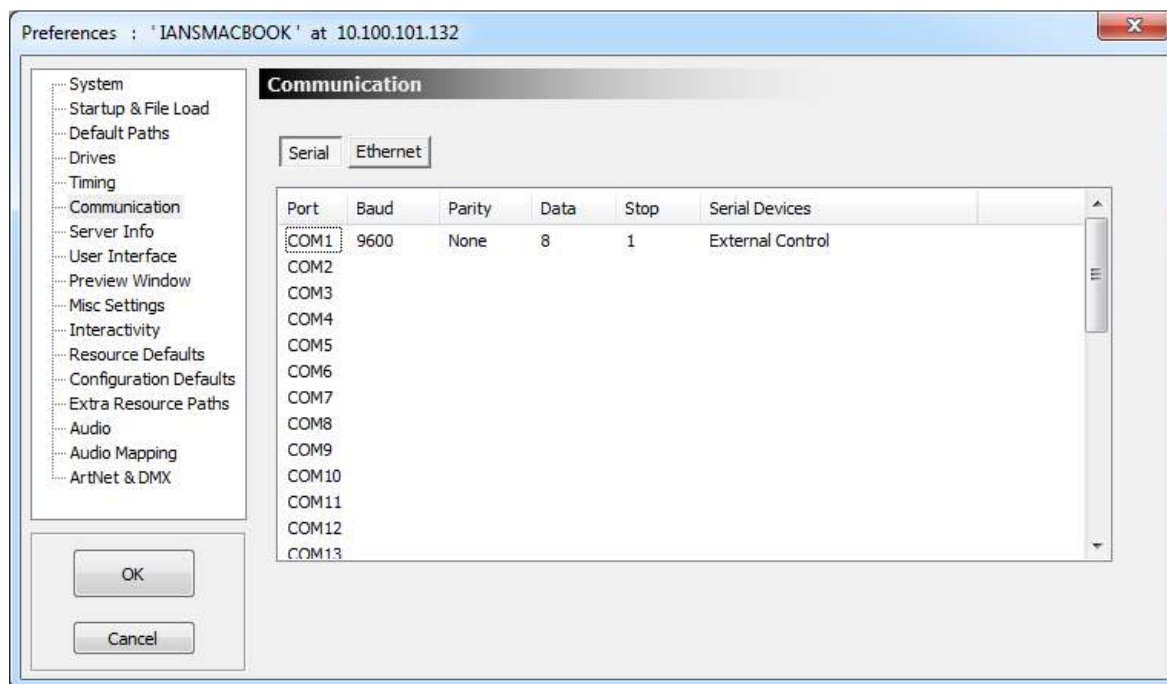 Preferences : 'IANSMACBOOK' at 10.100.101.132
System
Startup & File Load
Default Paths
Drives
Timing
Communication
Server Info
User Interface
Preview Window
Misc Settings
Interactivity
Resource Defaults
Configuration Defaults
Extra Resource Paths
Audio
Audio Mapping
ArtNet & DMX
OK
Cancel
Communication
Serial Ethernet
Port Baud Parity Data Stop Serial Devices
COM1 9600 None 8 1 External Control
COM2
COM3
COM4
COM5
COM6
COM7
COM8
COM9
COM10
COM11
COM12
COM13